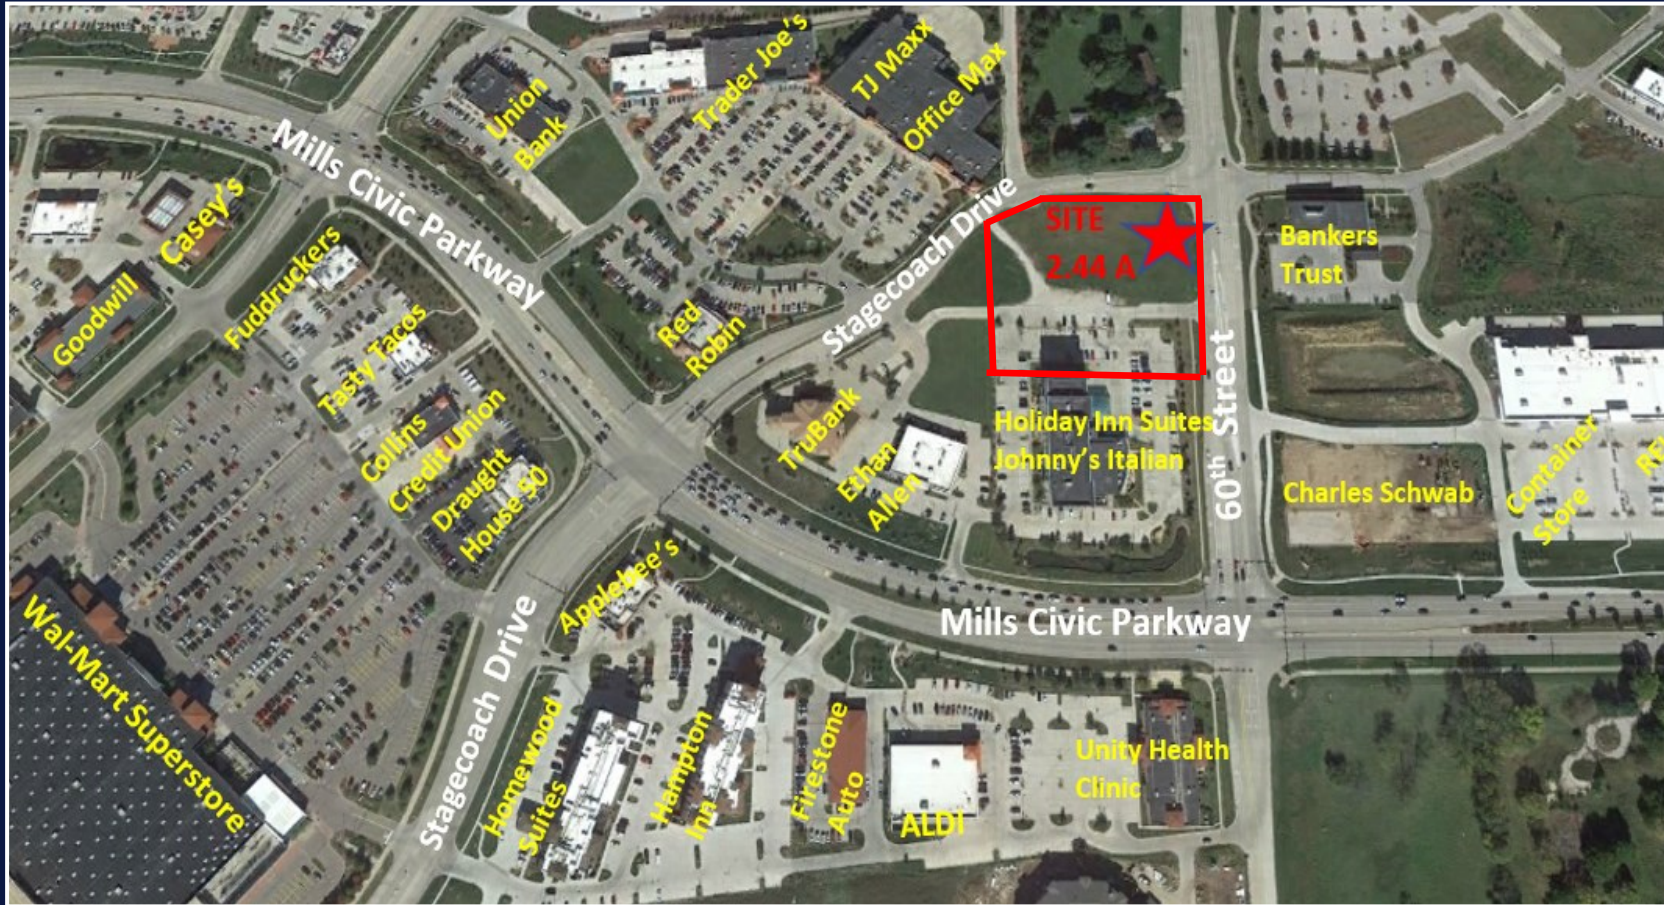 Trader Joe's
TJ Maxx
Office Max
Union
Bank
Mills Civic Parkway
Casey's
Goodwill
Fuddruckers
Tasty Tacos
Collins
Credit Union
Draught
House 50
Red
Robin
Stagecoach Drive
SITE
2.44 A
Bankers
Trust
TruBank
Ethan
Allen
Holiday Inn Suites
Johnny's Italian
60th Street
Charles Schwab
Container
Store
Applebee's
Mills Civic Parkway
Wal-Mart Superstore
Stagecoach Drive
Homewood
Suites
Hampton
Inn
Firestone
Auto
ALDI
Unity Health
Clinic